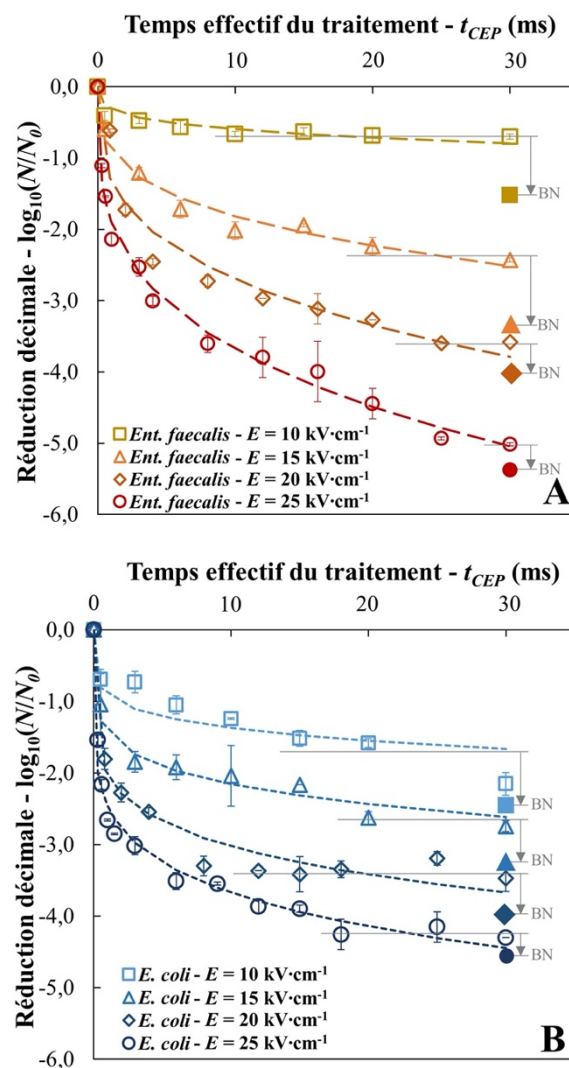 Temps effectif du traitement - tCEP (ms)
0 10 20 30
0,0
-1,0
-2,0
-3,0
-4,0
-5,0
-6,0
Réduction décimale - log10(N/N0)
BN
BN
BN
BN
Ent. faecalis - E = 10 kV·cm-1
Ent. faecalis - E = 15 kV·cm-1
Ent. faecalis - E = 20 kV·cm-1
Ent. faecalis - E = 25 kV·cm-1
A
Temps effectif du traitement - tCEP (ms)
0 10 20 30
0,0
-1,0
-2,0
-3,0
-4,0
-5,0
-6,0
Réduction décimale - log10(N/N0)
BN
BN
BN
BN
E. coli - E = 10 kV·cm-1
E. coli - E = 15 kV·cm-1
E. coli - E = 20 kV·cm-1
E. coli - E = 25 kV·cm-1
B